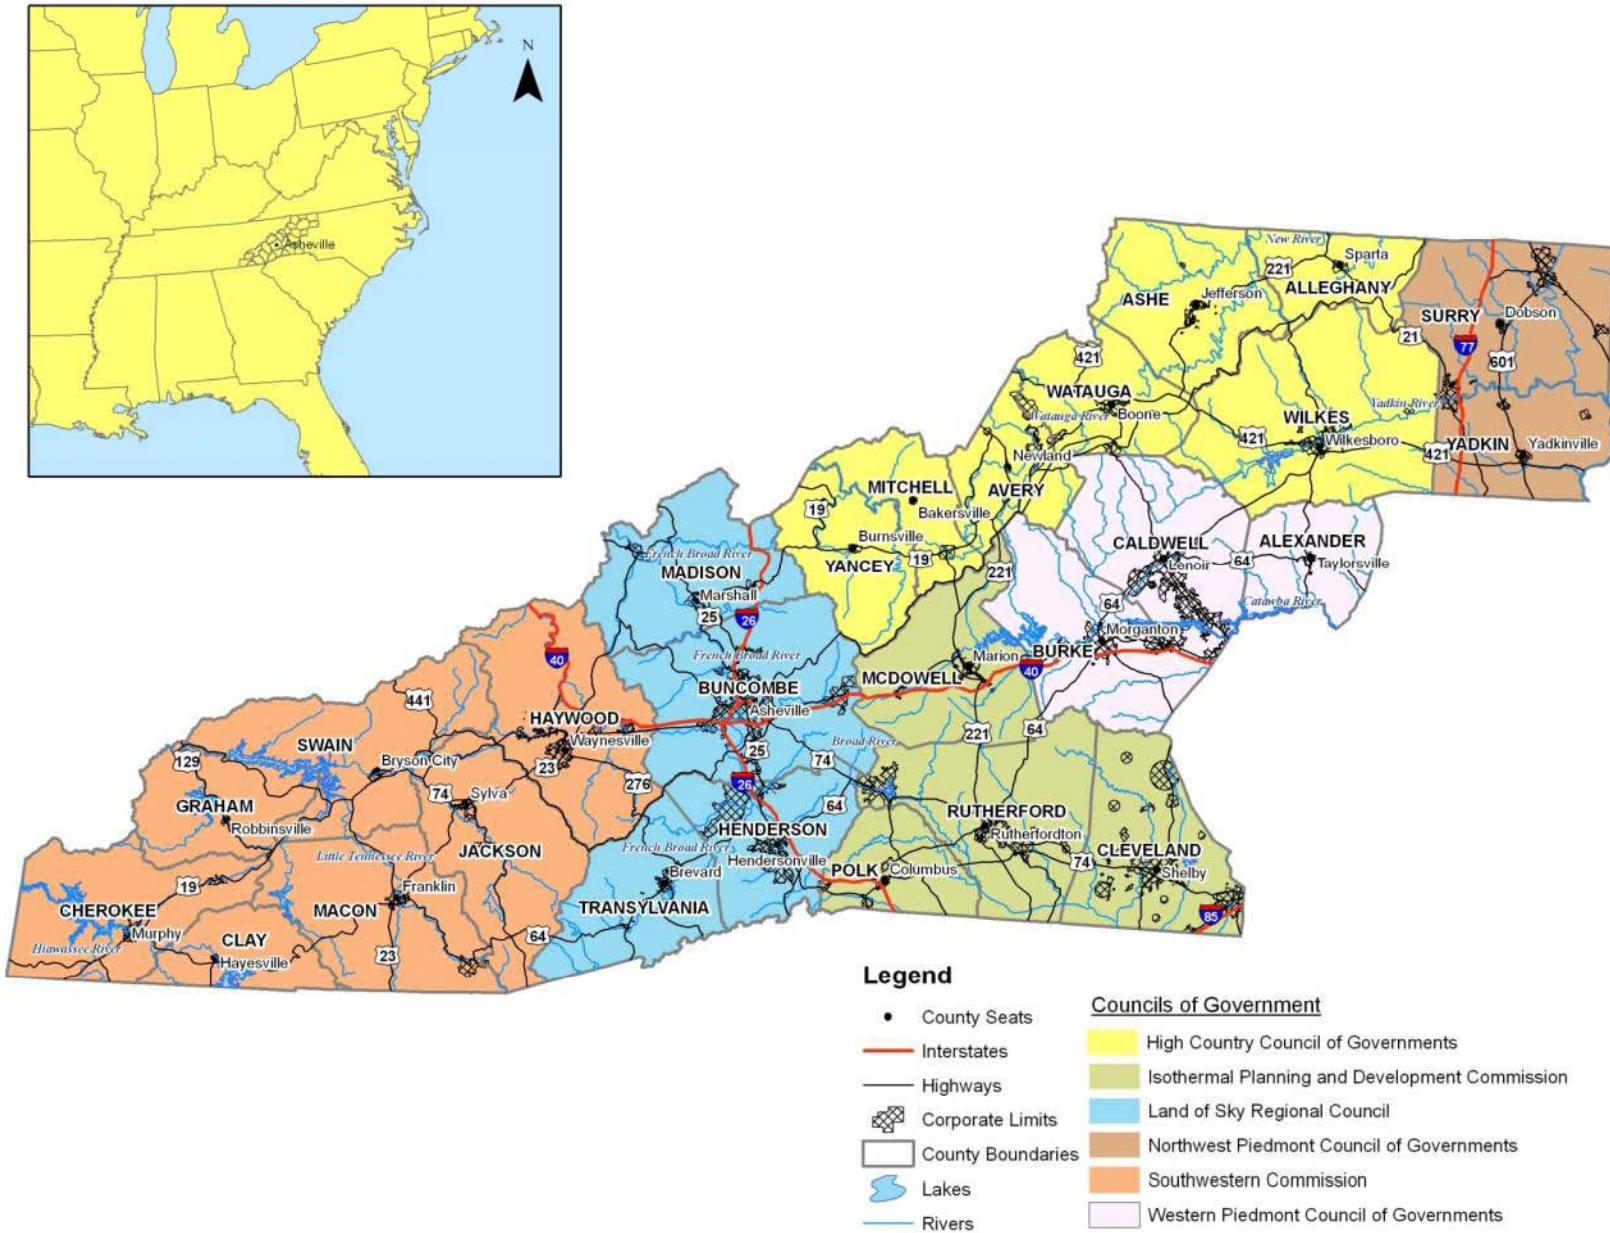 N
Asheville
New River
Sparta
221
ALLEGHANY
ASHE
Jefferson
SURRY
Dobson
21
77
601
421
WATAUGA
Watauga River
Boone
Yadkin River
WILKES
421
Wilkesboro
421
YADKIN
Yadkinville
Newland
MITCHELL
AVERY
19
Bakersville
Burnsville
19
YANCEY
221
CALDWELL
Lenoir
64
ALEXANDER
Taylorsville
64
Catawba River
Morganton
French Broad River
MADISON
Marshall
25
26
French Broad River
Marion
BURKE
40
MCDOWELL
40
BUNCOMBE
Asheville
441
HAYWOOD
Waynesville
25
Broad River
221
64
74
SWAIN
129
Bryson City
23
276
26
74
Sylva
64
GRAHAM
Robbinsville
RUTHERFORD
Rutherfordton
HENDERSON
French Broad River
Hendersonville
JACKSON
Little Tennessee River
74
CLEVELAND
Shelby
POLK
Columbus
Brevard
19
Franklin
CHEROKEE
MACON
TRANSYLVANIA
85
Murphy
CLAY
Hiawassee River
Hayesville
23
64
Legend
County Seats
Interstates
Highways
Corporate Limits
County Boundaries
Lakes
Rivers
Councils of Government
High Country Council of Governments
Isothermal Planning and Development Commission
Land of Sky Regional Council
Northwest Piedmont Council of Governments
Southwestern Commission
Western Piedmont Council of Governments